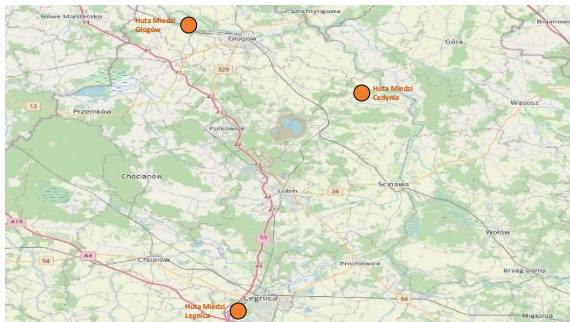 Nowe Miasteczko
Huta Miedzi
Głogów
Szlichtyngowa
Bojanowo
Głogów
Góra
329
Huta Miedzi
Cedynia
12
Przemków
Wąsosz
Polkowice
Chocianów
Lubin
36
Ścinawa
A18
S3
Wołów
A4
94
Chojnów
Prochowice
Brzeg Dolny
Huta Miedzi
Legnica
Legnica
94
Miękinia